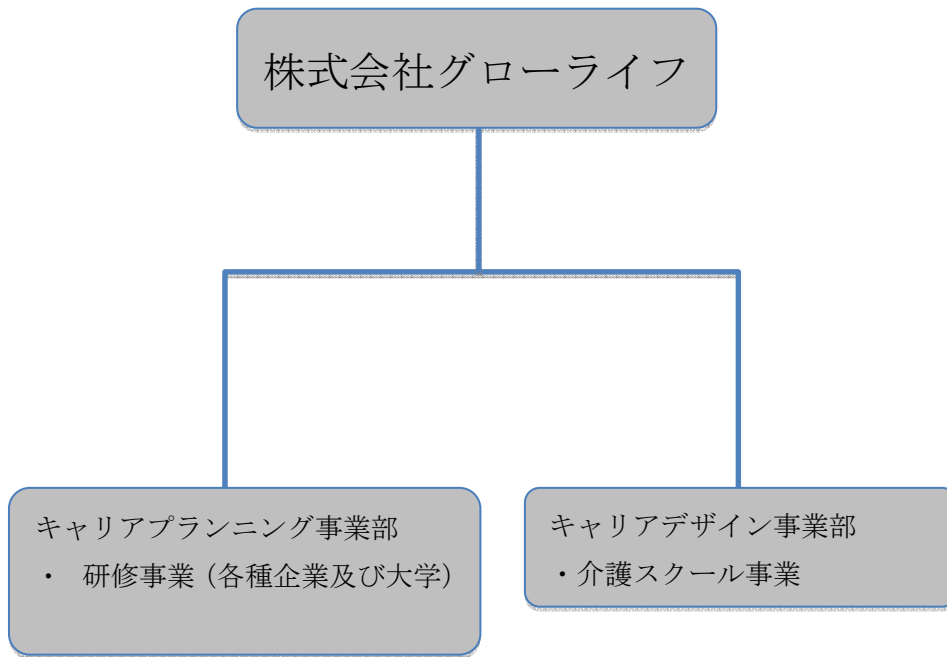 株式会社グローライフ
キャリアプランニング事業部
・ 研修事業(各種企業及び大学)
キャリアデザイン事業部
・介護スクール事業